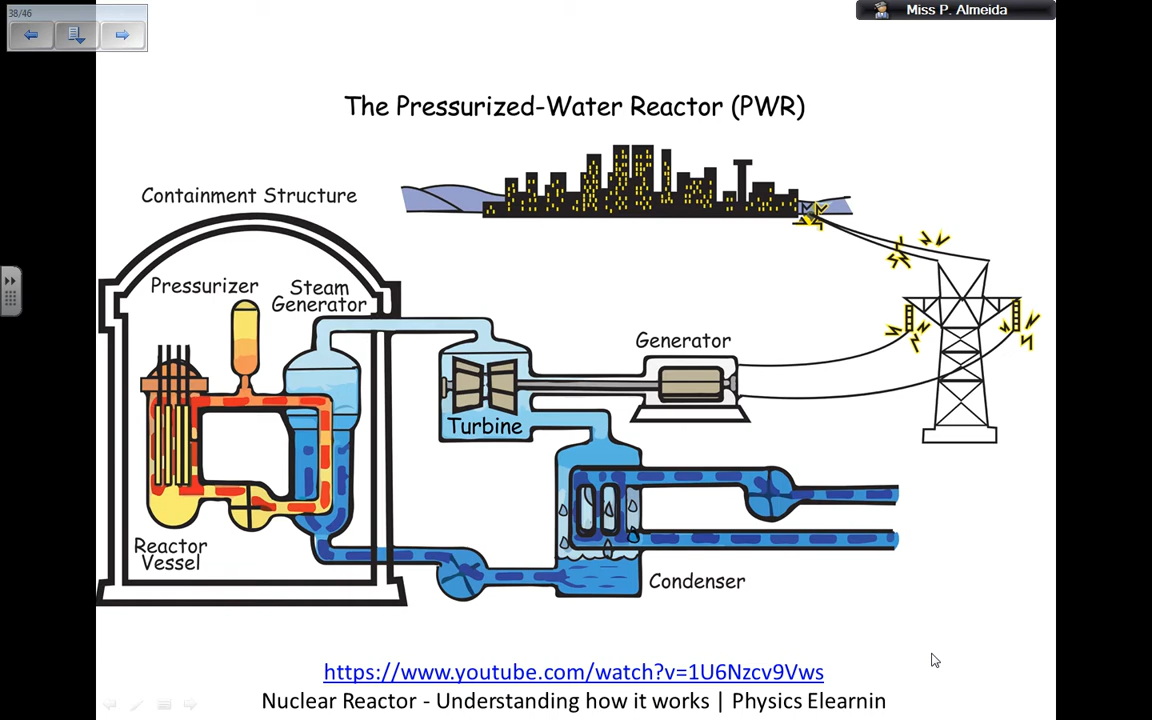 38/46
Miss P. Almeida
The Pressurized-Water Reactor (PWR)
Containment Structure
Pressurizer
Steam
Generator
Generator
Turbine
Reactor
Vessel
Condenser
https://www.youtube.com/watch?v=1U6Nzcv9Vws
Nuclear Reactor - Understanding how it works | Physics Elearnin